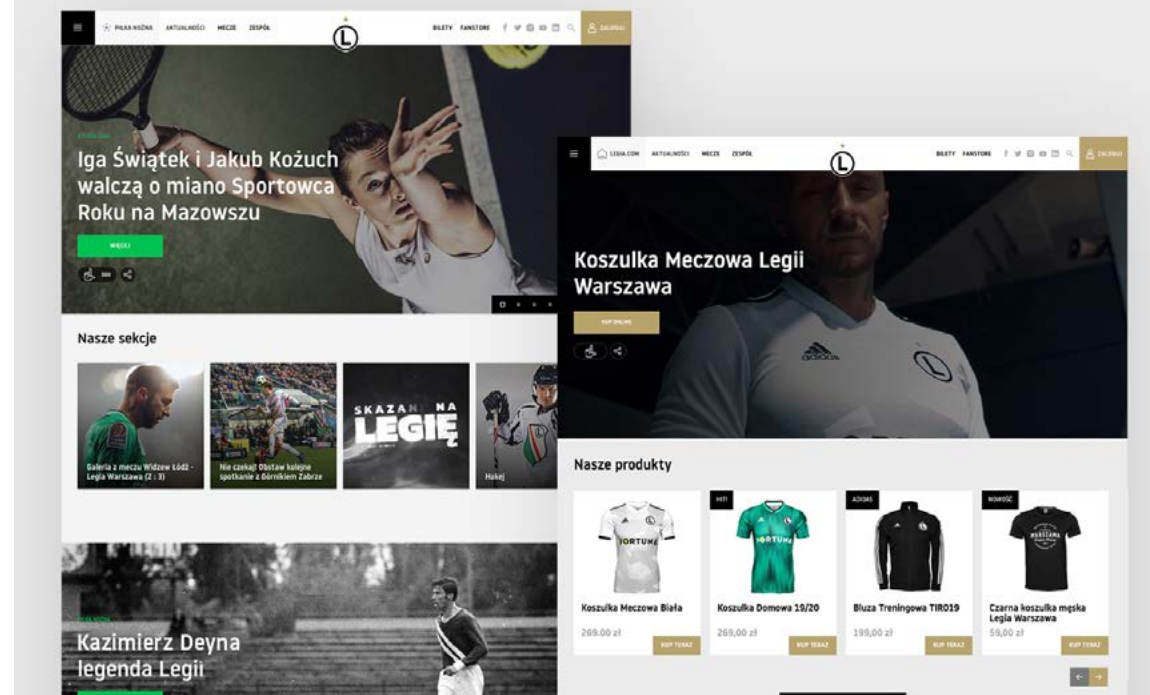 PIŁKA NOŻNA AKTUALNOŚCI MECZE ZESPÓŁ
L
BILETY FANSTORE
ZALOGUJ
Iga Świątek i Jakub Kożuch
walczą o miano Sportowca
Roku na Mazowszu
WIĘCEJ
Nasze sekcje
Galeria z meczu Widzew Łódź -
Legia Warszawa (2 : 3)
Nie czekaj! Obstaw kolejne
spotkanie z Górnikiem Zabrze
SKAZANI NA
LEGIĘ
Hokej
Kazimierz Deyna
legenda Legii
LEGIA.COM AKTUALNOŚCI MECZE ZESPÓŁ
L
BILETY FANSTORE
ZALOGUJ
Koszulka Meczowa Legii
Warszawa
KUP ONLINE
adidas
L
Nasze produkty
FORTUNA
Koszulka Meczowa Biała
269,00 zł
KUP TERAZ
HIT!
FORTUNA
Koszulka Domowa 19/20
269,00 zł
KUP TERAZ
ADIDAS
Bluza Treningowa TIRO19
199,00 zł
KUP TERAZ
NOWOŚĆ
WARSZAWA
Czarna koszulka męska
Legia Warszawa
59,00 zł
KUP TERAZ